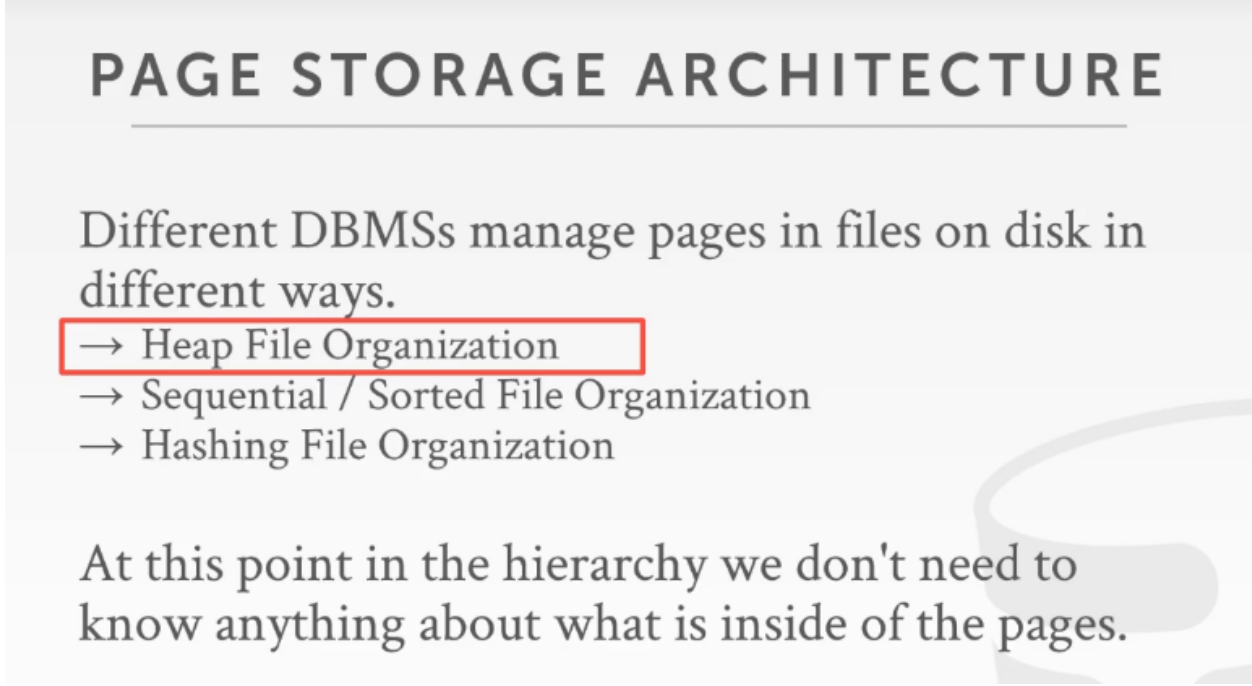 PAGE STORAGE ARCHITECTURE
Different DBMSs manage pages in files on disk in
different ways.
→ Heap File Organization
→ Sequential / Sorted File Organization
→ Hashing File Organization
At this point in the hierarchy we don't need to
know anything about what is inside of the pages.